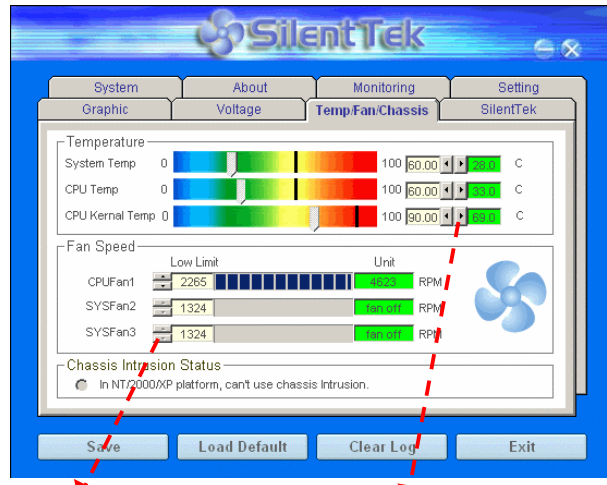 SilentTek
System About Monitoring Setting
Graphic Voltage Temp/Fan/Chassis SilentTek
Temperature
System Temp 0 100 60.00 28.0 C
CPU Temp 0 100 60.00 33.0 C
CPU Kernal Temp 0 100 90.00 69.0 C
Fan Speed
Low Limit Unit
CPUFan1 2265 4623 RPM
SYSFan2 1324 fan off RPM
SYSFan3 1324 fan off RPM
Chassis Intrusion Status
In NT/2000/XP platform, can't use chassis Intrusion.
Save Load Default Clear Log Exit